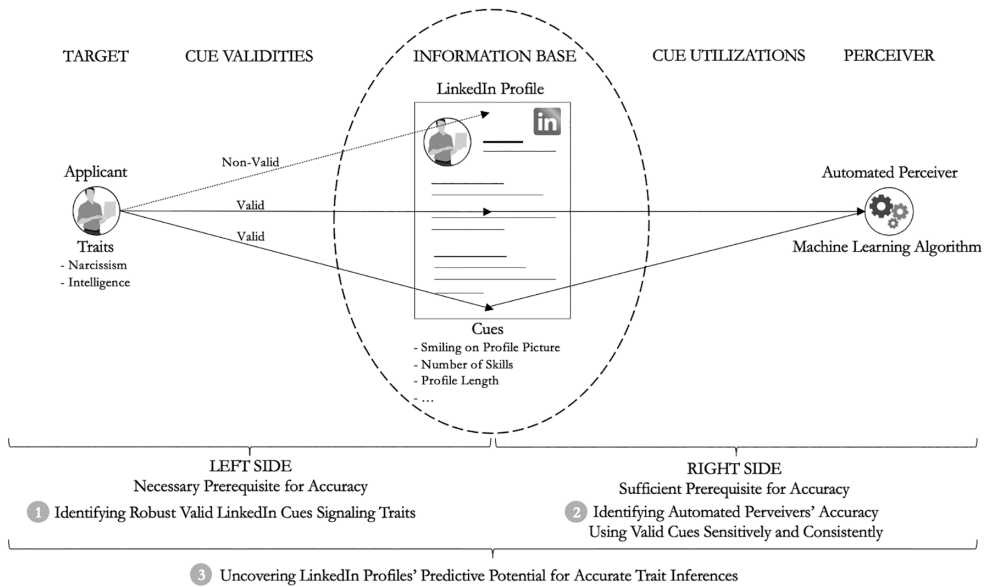 TARGET
CUE VALIDITIES
INFORMATION BASE
CUE UTILIZATIONS
PERCEIVER
LinkedIn Profile
in
Non-Valid
Applicant
Automated Perceiver
Valid
Valid
Traits
- Narcissism
- Intelligence
Machine Learning Algorithm
Cues
- Smiling on Profile Picture
- Number of Skills
- Profile Length
- ...
LEFT SIDE
Necessary Prerequisite for Accuracy
1 Identifying Robust Valid LinkedIn Cues Signaling Traits
RIGHT SIDE
Sufficient Prerequisite for Accuracy
2 Identifying Automated Perveivers' Accuracy
Using Valid Cues Sensitively and Consistently
3 Uncovering LinkedIn Profiles' Predictive Potential for Accurate Trait Inferences